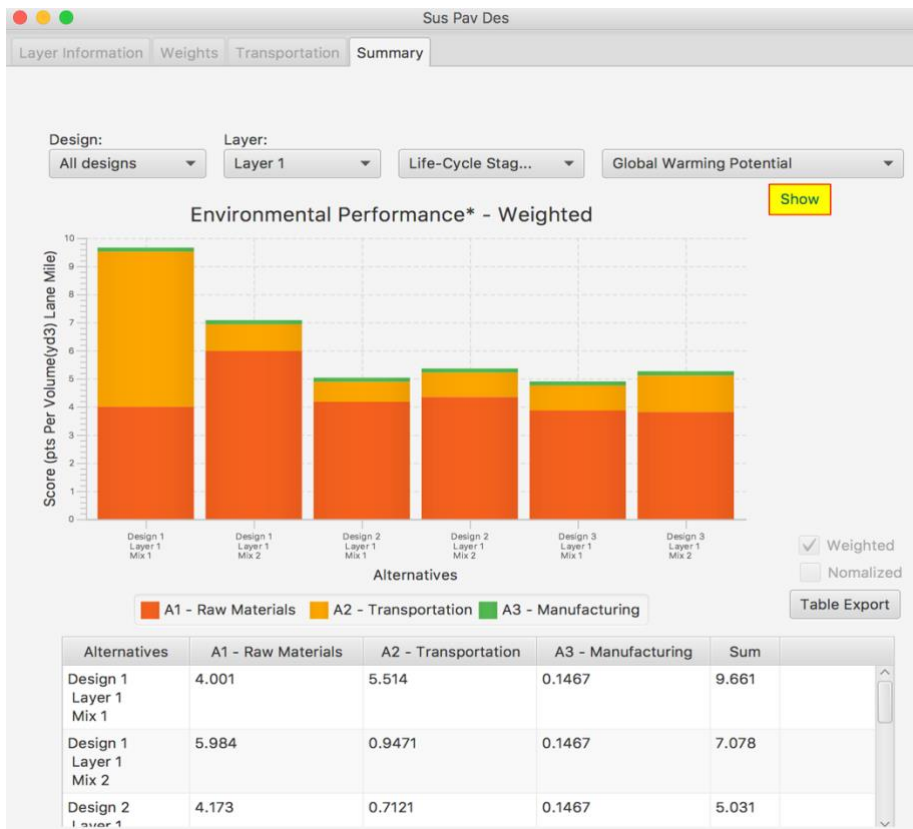 Sus Pav Des
Layer Information Weights Transportation Summary
Design: Layer:
All designs Layer 1 Life-Cycle Stag... Global Warming Potential
Show
Environmental Performance* - Weighted
Score (pts Per Volume(yd3) Lane Mile)
10
9
8
7
6
5
4
3
2
1
0
Design 1 Design 1 Design 2 Design 2 Design 3 Design 3
Layer 1 Layer 1 Layer 1 Layer 1 Layer 1 Layer 1
Mix 1 Mix 2 Mix 1 Mix 2 Mix 1 Mix 2
Alternatives
Weighted
Nomalized
A1 - Raw Materials A2 - Transportation A3 - Manufacturing
Table Export
Alternatives A1 - Raw Materials A2 - Transportation A3 - Manufacturing Sum
Design 1 4.001 5.514 0.1467 9.661
Layer 1
Mix 1
Design 1 5.984 0.9471 0.1467 7.078
Layer 1
Mix 2
Design 2 4.173 0.7121 0.1467 5.031
Layer 1